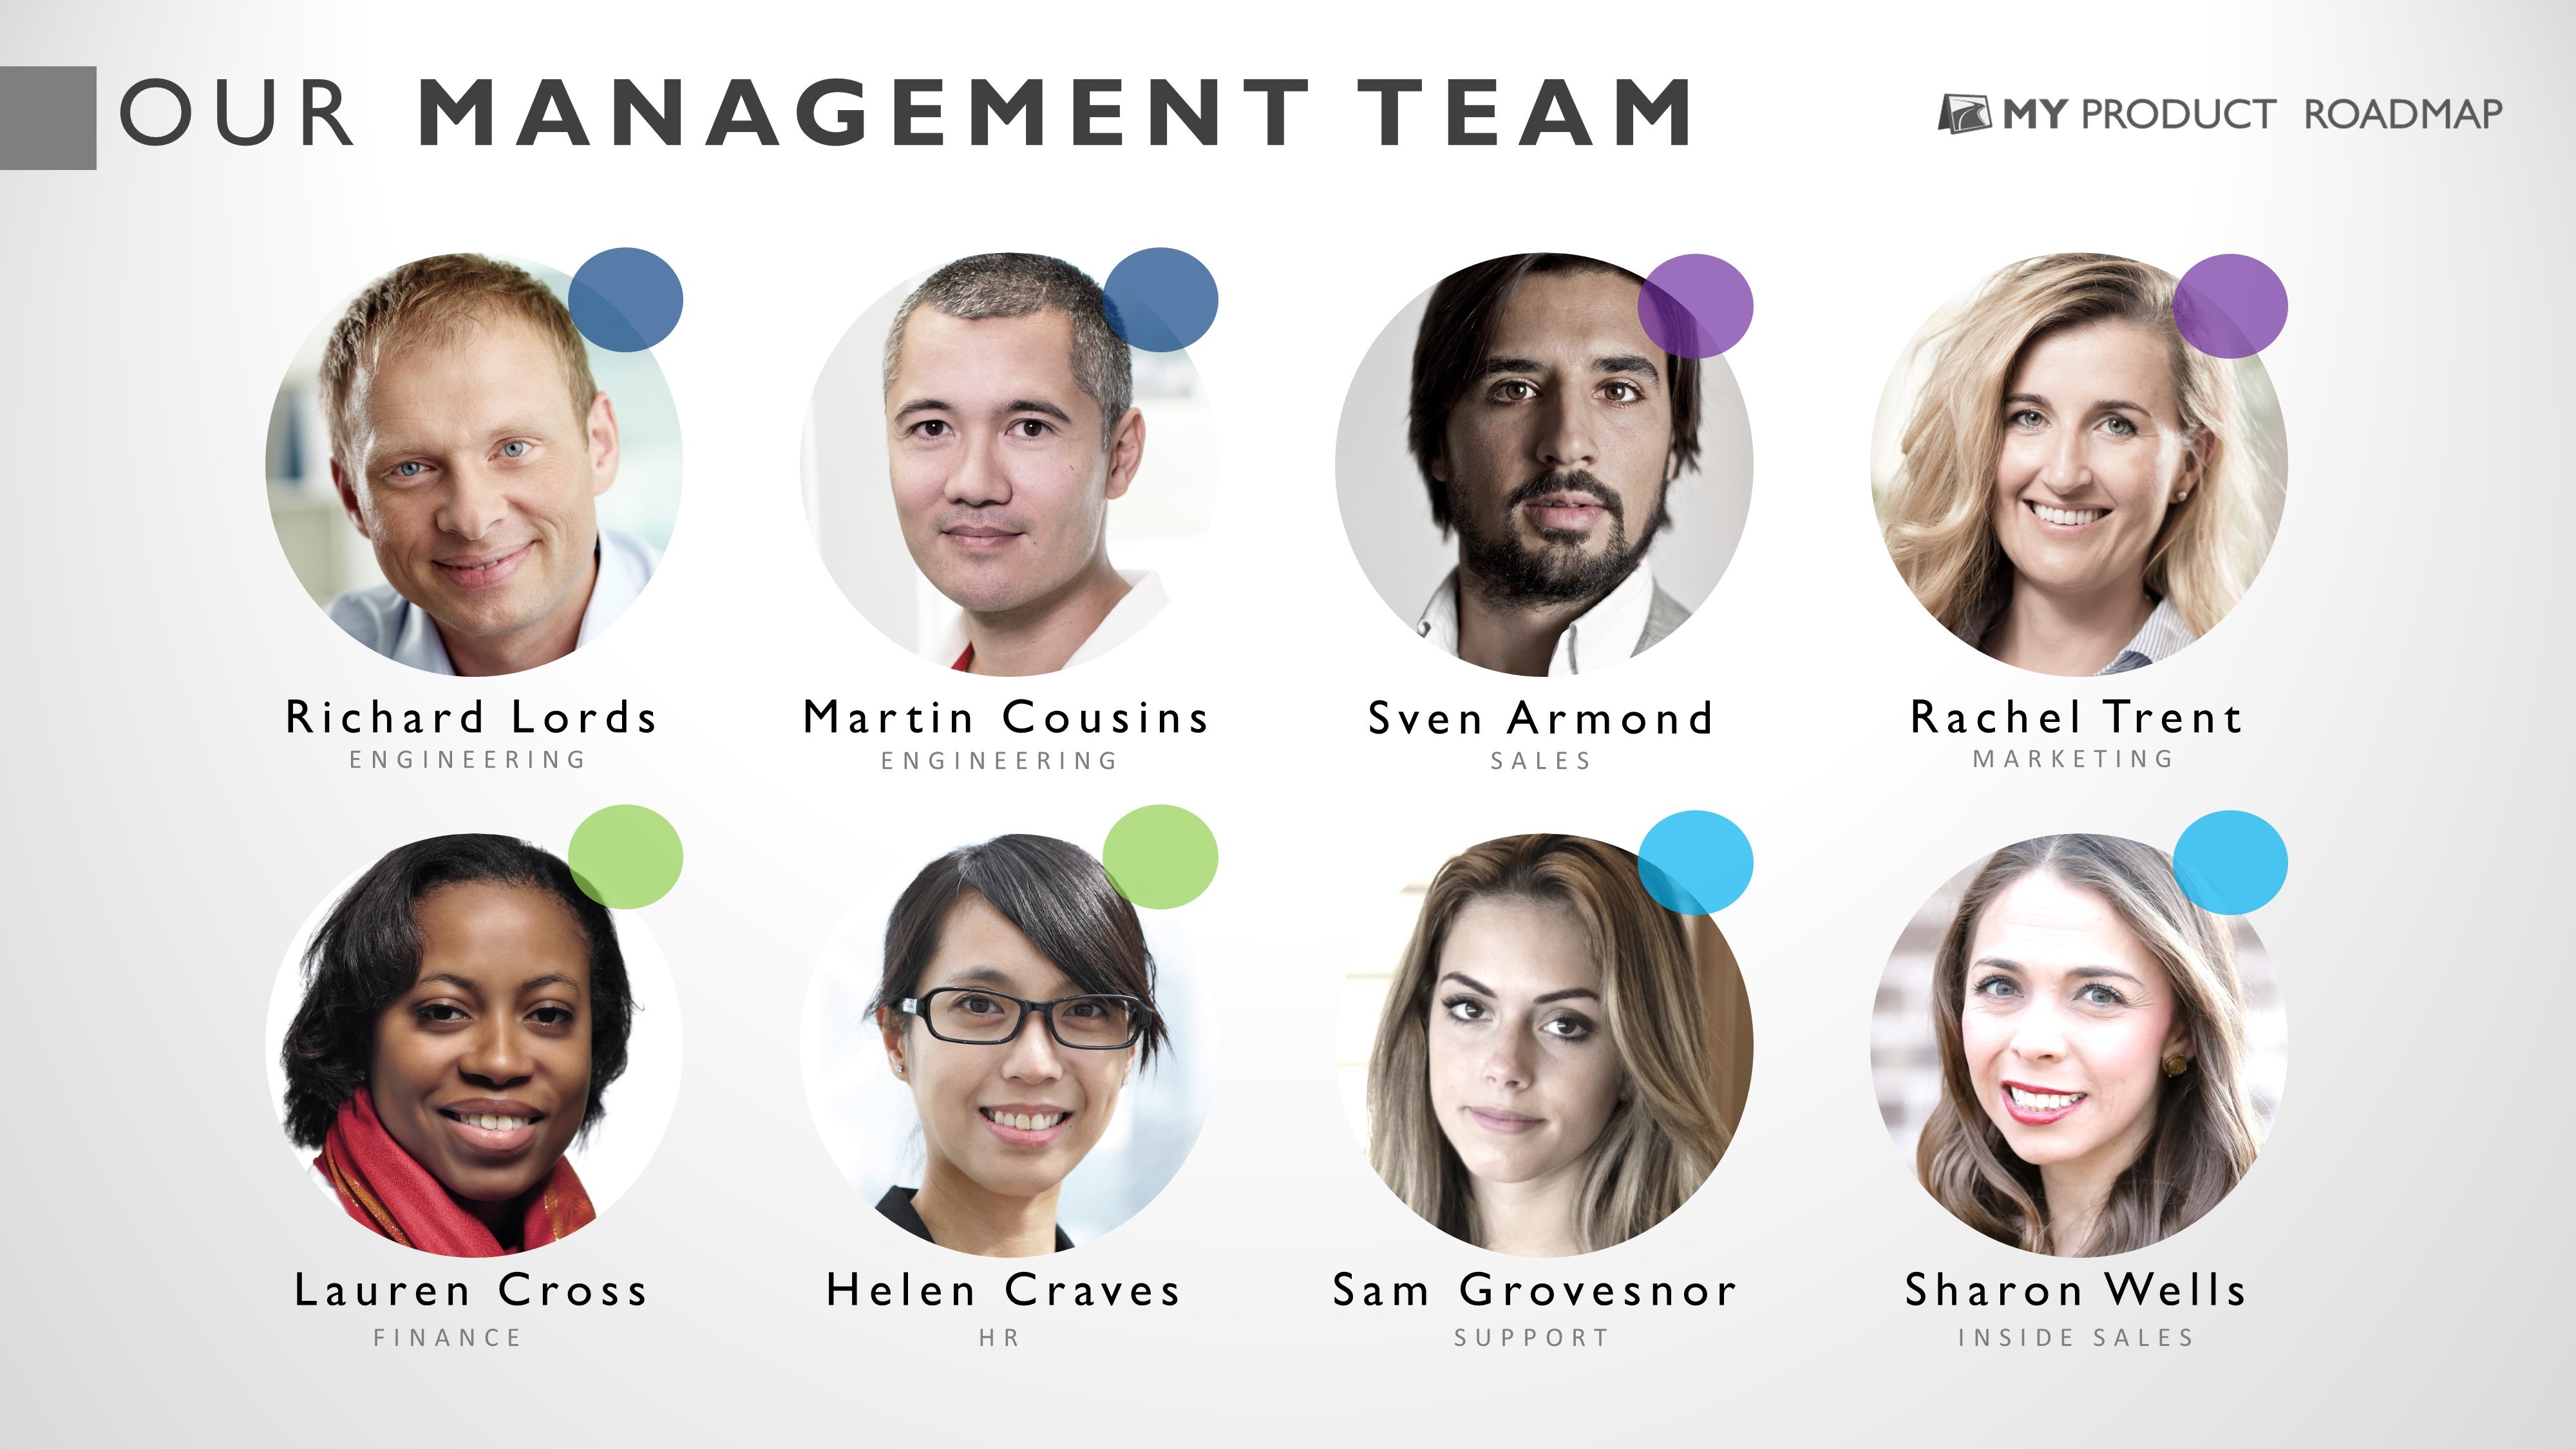 OUR MANAGEMENT TEAM
MY PRODUCT ROADMAP
Richard Lords
ENGINEERING
Martin Cousins
ENGINEERING
Sven Armond
SALES
Rachel Trent
MARKETING
Lauren Cross
FINANCE
Helen Craves
HR
Sam Grovesnor
SUPPORT
Sharon Wells
INSIDE SALES